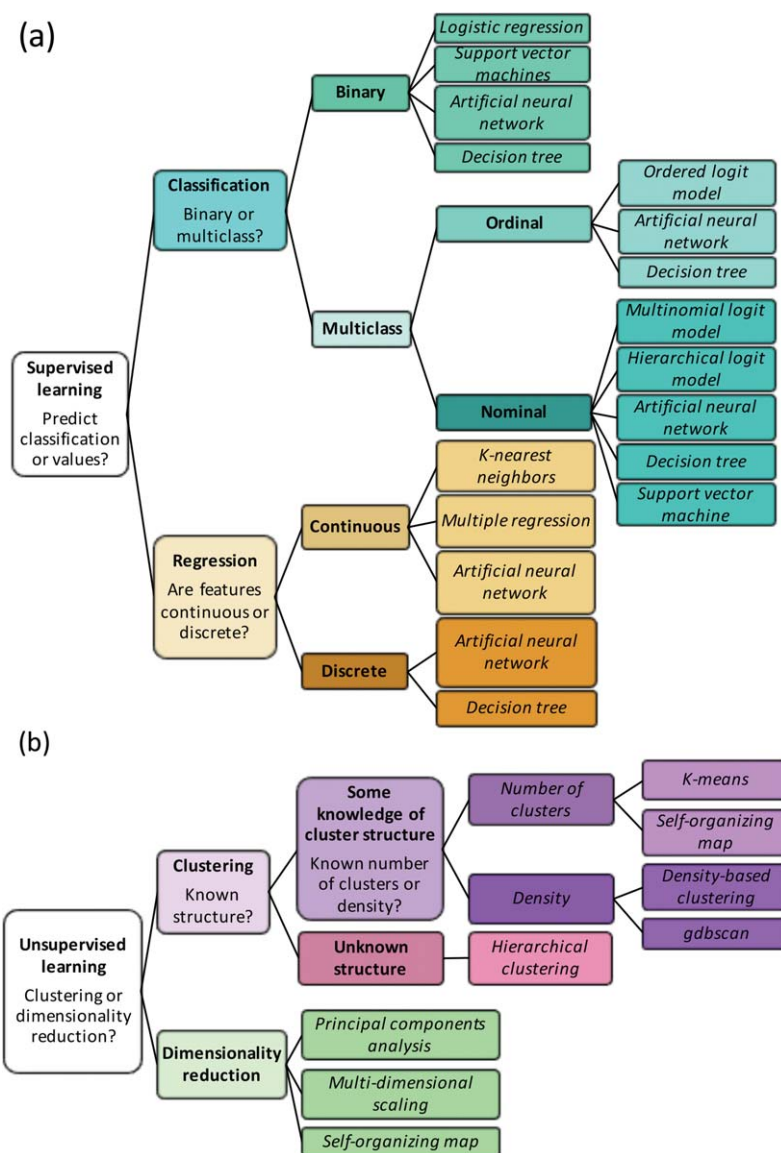 (a)
Supervised
learning
Predict
classification
or values?
Classification
Binary or
multiclass?
Binary
Logistic regression
Support vector
machines
Artificial neural
network
Decision tree
Multiclass
Ordinal
Ordered logit
model
Artificial neural
network
Decision tree
Nominal
Multinomial logit
model
Hierarchical logit
model
Artificial neural
network
Decision tree
Support vector
machine
Regression
Are features
continuous or
discrete?
Continuous
K-nearest
neighbors
Multiple regression
Artificial neural
network
Discrete
Artificial neural
network
Decision tree
(b)
Unsupervised
learning
Clustering or
dimensionality
reduction?
Clustering
Known
structure?
Some
knowledge of
cluster structure
Known number
of clusters or
density?
Number of
clusters
K-means
Self-organizing
map
Density
Density-based
clustering
gdbscan
Unknown
structure
Hierarchical
clustering
Dimensionality
reduction
Principal components
analysis
Multi-dimensional
scaling
Self-organizing map